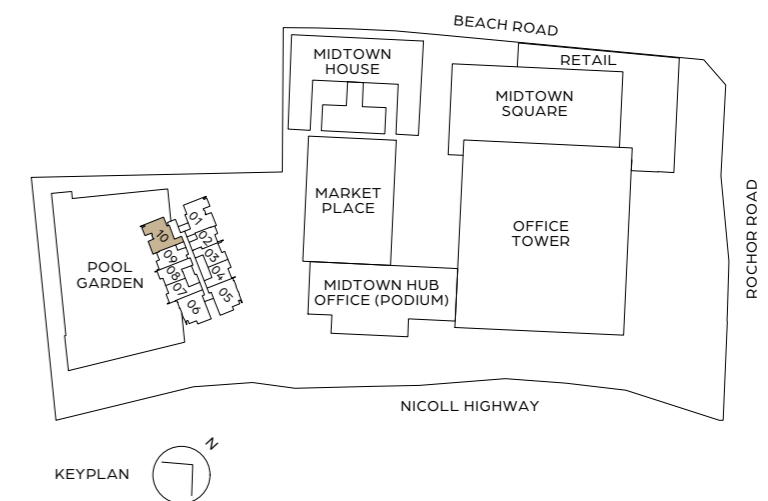 BEACH ROAD
MIDTOWN
HOUSE
RETAIL
MIDTOWN
SQUARE
MARKET
PLACE
OFFICE
TOWER
ROCHOR ROAD
01
02
03
04
05
10
09
08
07
06
POOL
GARDEN
MIDTOWN HUB
OFFICE (PODIUM)
NICOLL HIGHWAY
N
KEYPLAN